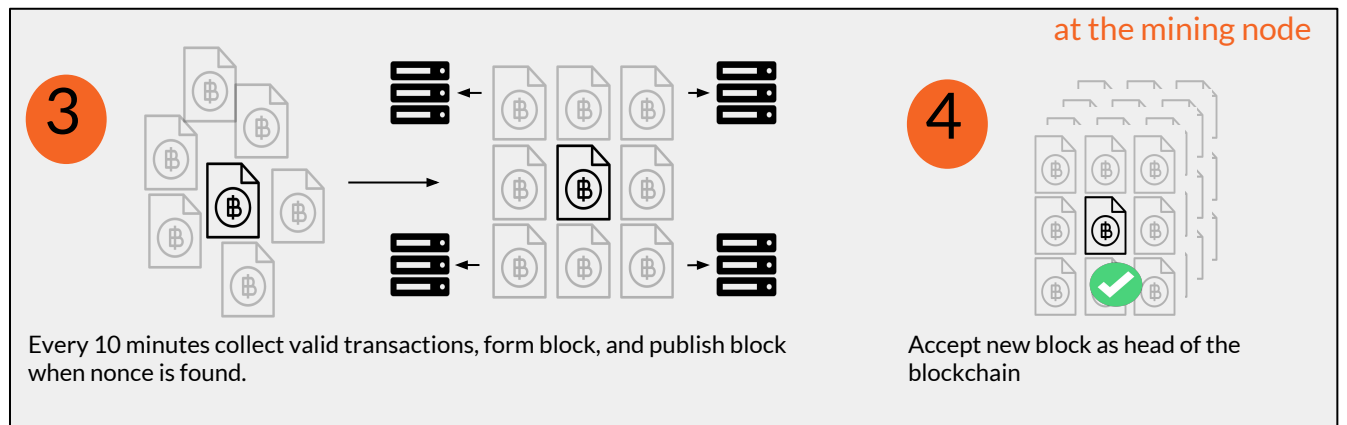 at the mining node
3
4
Every 10 minutes collect valid transactions, form block, and publish block
when nonce is found.
Accept new block as head of the
blockchain